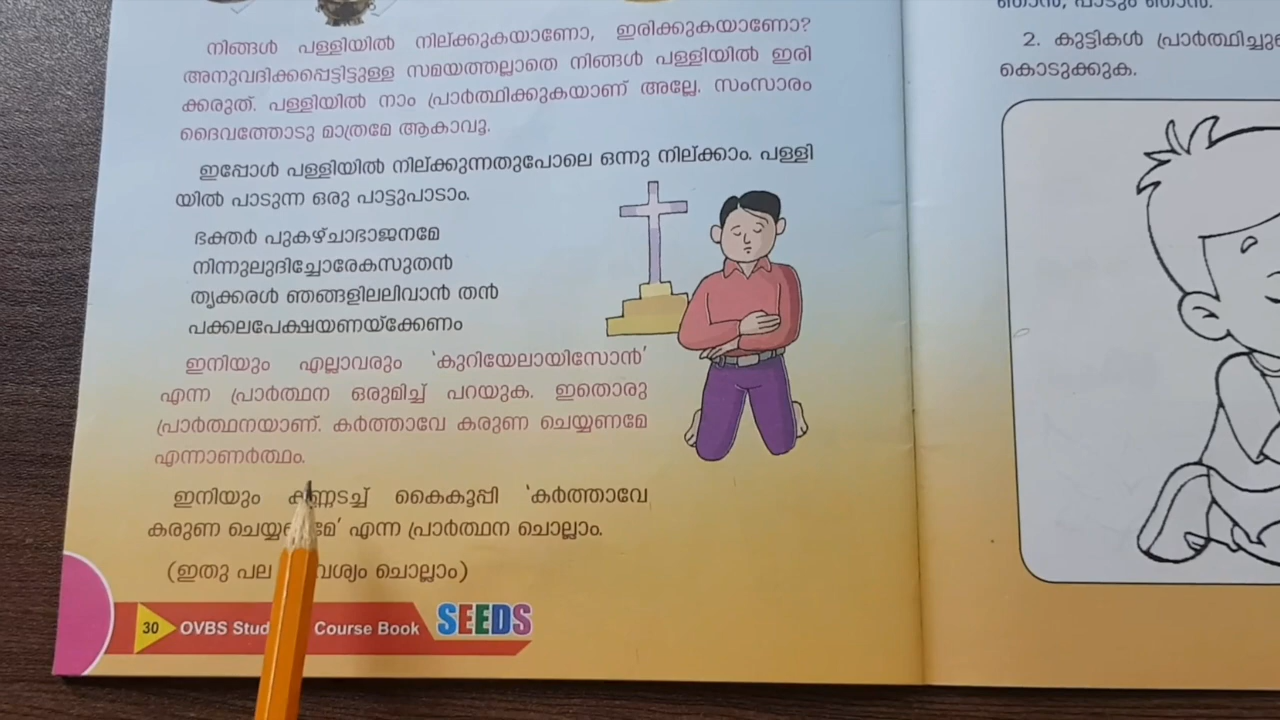 നിങ്ങൾ പള്ളിയിൽ നില്ക്കുകയാണോ, ഇരിക്കുകയാണോ?
അനുവദിക്കപ്പെട്ടിട്ടുള്ള സമയത്തല്ലാതെ നിങ്ങൾ പള്ളിയിൽ ഇരി
ക്കരുത്. പള്ളിയിൽ നാം പ്രാർത്ഥിക്കുകയാണ് അല്ലേ. സംസാരം
ദൈവത്തോടു മാത്രമേ ആകാവൂ.
ഇപ്പോൾ പള്ളിയിൽ നില്ക്കുന്നതുപോലെ ഒന്നു നില്ക്കാം. പള്ളി
യിൽ പാടുന്ന ഒരു പാട്ടുപാടാം.
ഭക്തർ പുകഴ്ചാഭാജനമേ
നിന്നുലുദിച്ചോരേകസുതൻ
തൃക്കരൾ ഞങ്ങളിലലിവാൻ തൻ
പക്കലപേക്ഷയണയ്ക്കേണം
ഇനിയും എല്ലാവരും 'കുറിയേലായിസോൻ'
എന്ന പ്രാർത്ഥന ഒരുമിച്ച് പറയുക. ഇതൊരു
പ്രാർത്ഥനയാണ്. കർത്താവേ കരുണ ചെയ്യണമേ
എന്നാണർത്ഥം.
ഇനിയും കണ്ണടച്ച് കൈകൂപ്പി 'കർത്താവേ
കരുണ ചെയ്യണമേ' എന്ന പ്രാർത്ഥന ചൊല്ലാം.
(ഇതു പല ചൊല്ലാം)
30 OVBS Course Book SEEDS
ഞാൻ, പാടും ഞാൻ.
2. കുട്ടികൾ
കൊടുക്കുക.